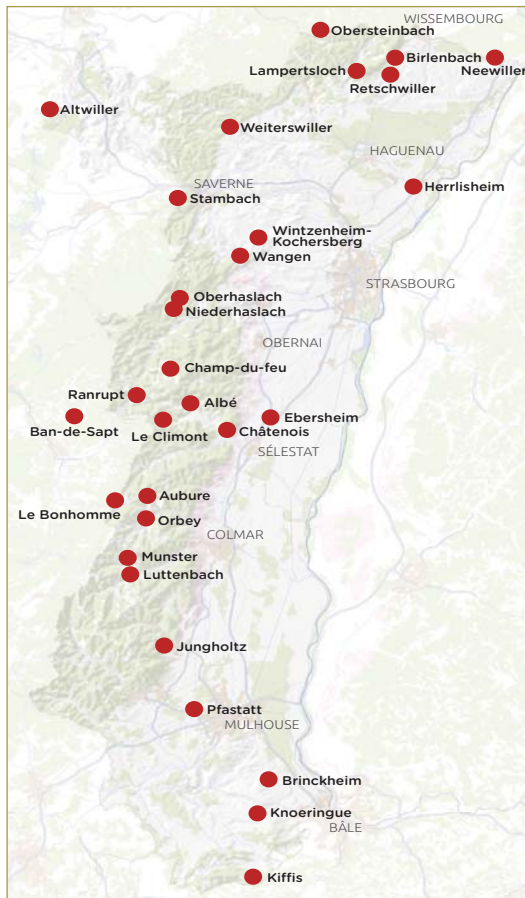 WISSEMBOURG
Obersteinbach
Birlenbach
Neewiller
Lampertsloch
Retschwiller
Altwiller
Weiterswiller
HAGUENAU
SAVERNE
Herrlisheim
Stambach
Wintzenheim-
Kochersberg
Wangen
STRASBOURG
Oberhaslach
Niederhaslach
OBERNAI
Champ-du-feu
Ranrupt
Albé
Ban-de-Sapt
Le Climont
Ebersheim
Châtenois
SÉLESTAT
Aubure
Le Bonhomme
Orbey
COLMAR
Munster
Luttenbach
Jungholtz
Pfastatt
MULHOUSE
Brinckheim
Knoeringue
BÂLE
Kiffis